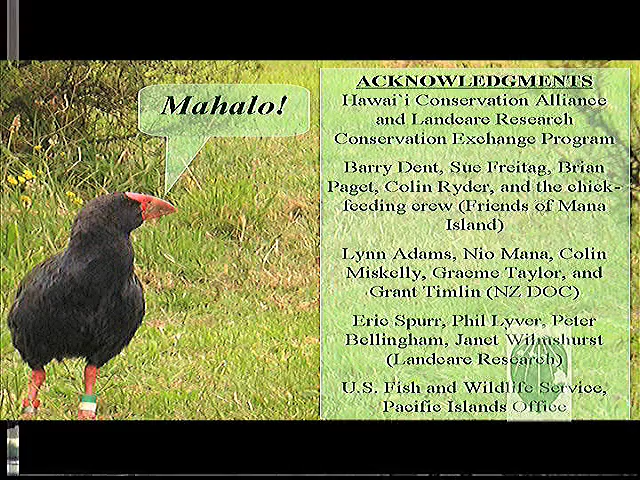 Mahalo!
ACKNOWLEDGMENTS
Hawai`i Conservation Alliance
and Landcare Research
Conservation Exchange Program
Barry Dent, Sue Freitag, Brian
Paget, Colin Ryder, and the chick-
feeding crew (Friends of Mana
Island)
Lynn Adams, Nio Mana, Colin
Miskelly, Graeme Taylor, and
Grant Timlin (NZ DOC)
Eric Spurr, Phil Lyver, Peter
Bellingham, Janet Wilmshurst
(Landcare Research)
U.S. Fish and Wildlife Service,
Pacific Islands Office